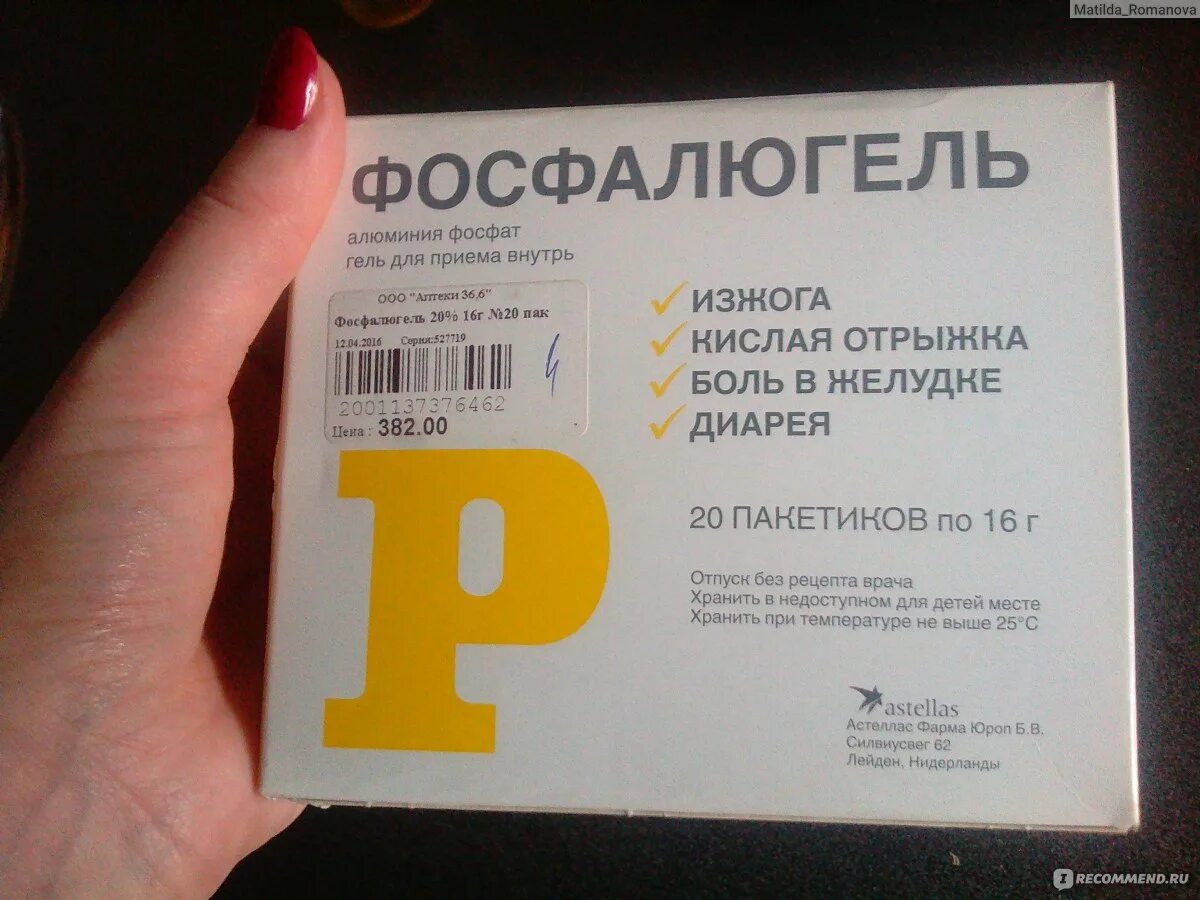 Matilda_Romanova
ФОСФАЛЮГЕЛЬ
алюминия фосфат
гель для приема внутрь
ООО "Аптеки 36,6"
Фосфалюгель 20% 16г №20 пак
12.04.2016 Серия:527719
2001137376462
Цена : 382.00
ИЗЖОГА
КИСЛАЯ ОТРЫЖКА
БОЛЬ В ЖЕЛУДКЕ
ДИАРЕЯ
P
20 ПАКЕТИКОВ по 16 г
Отпуск без рецепта врача
Хранить в недоступном для детей месте
Хранить при температуре не выше 25°С
astellas
Астеллас Фарма Юроп Б.В.
Силвиусвег 62
Лейден, Нидерланды
IRECOMMEND.RU